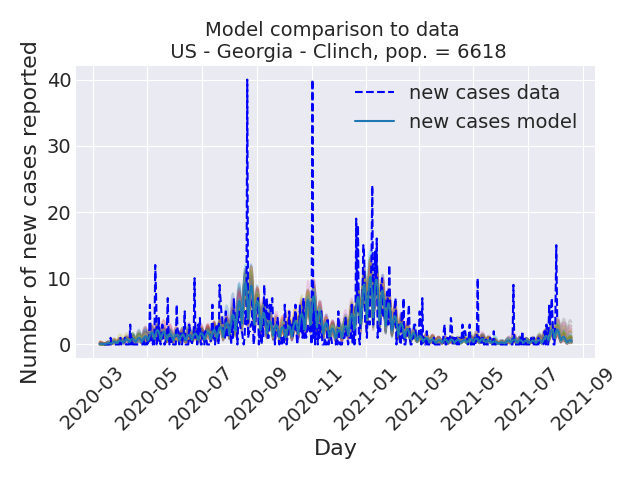 Model comparison to data
US - Georgia - Clinch, pop. = 6618
Number of new cases reported
40
30
20
10
0
new cases data
new cases model
2020-03
2020-05
2020-07
2020-09
2020-11
2021-01
2021-03
2021-05
2021-07
2021-09
Day